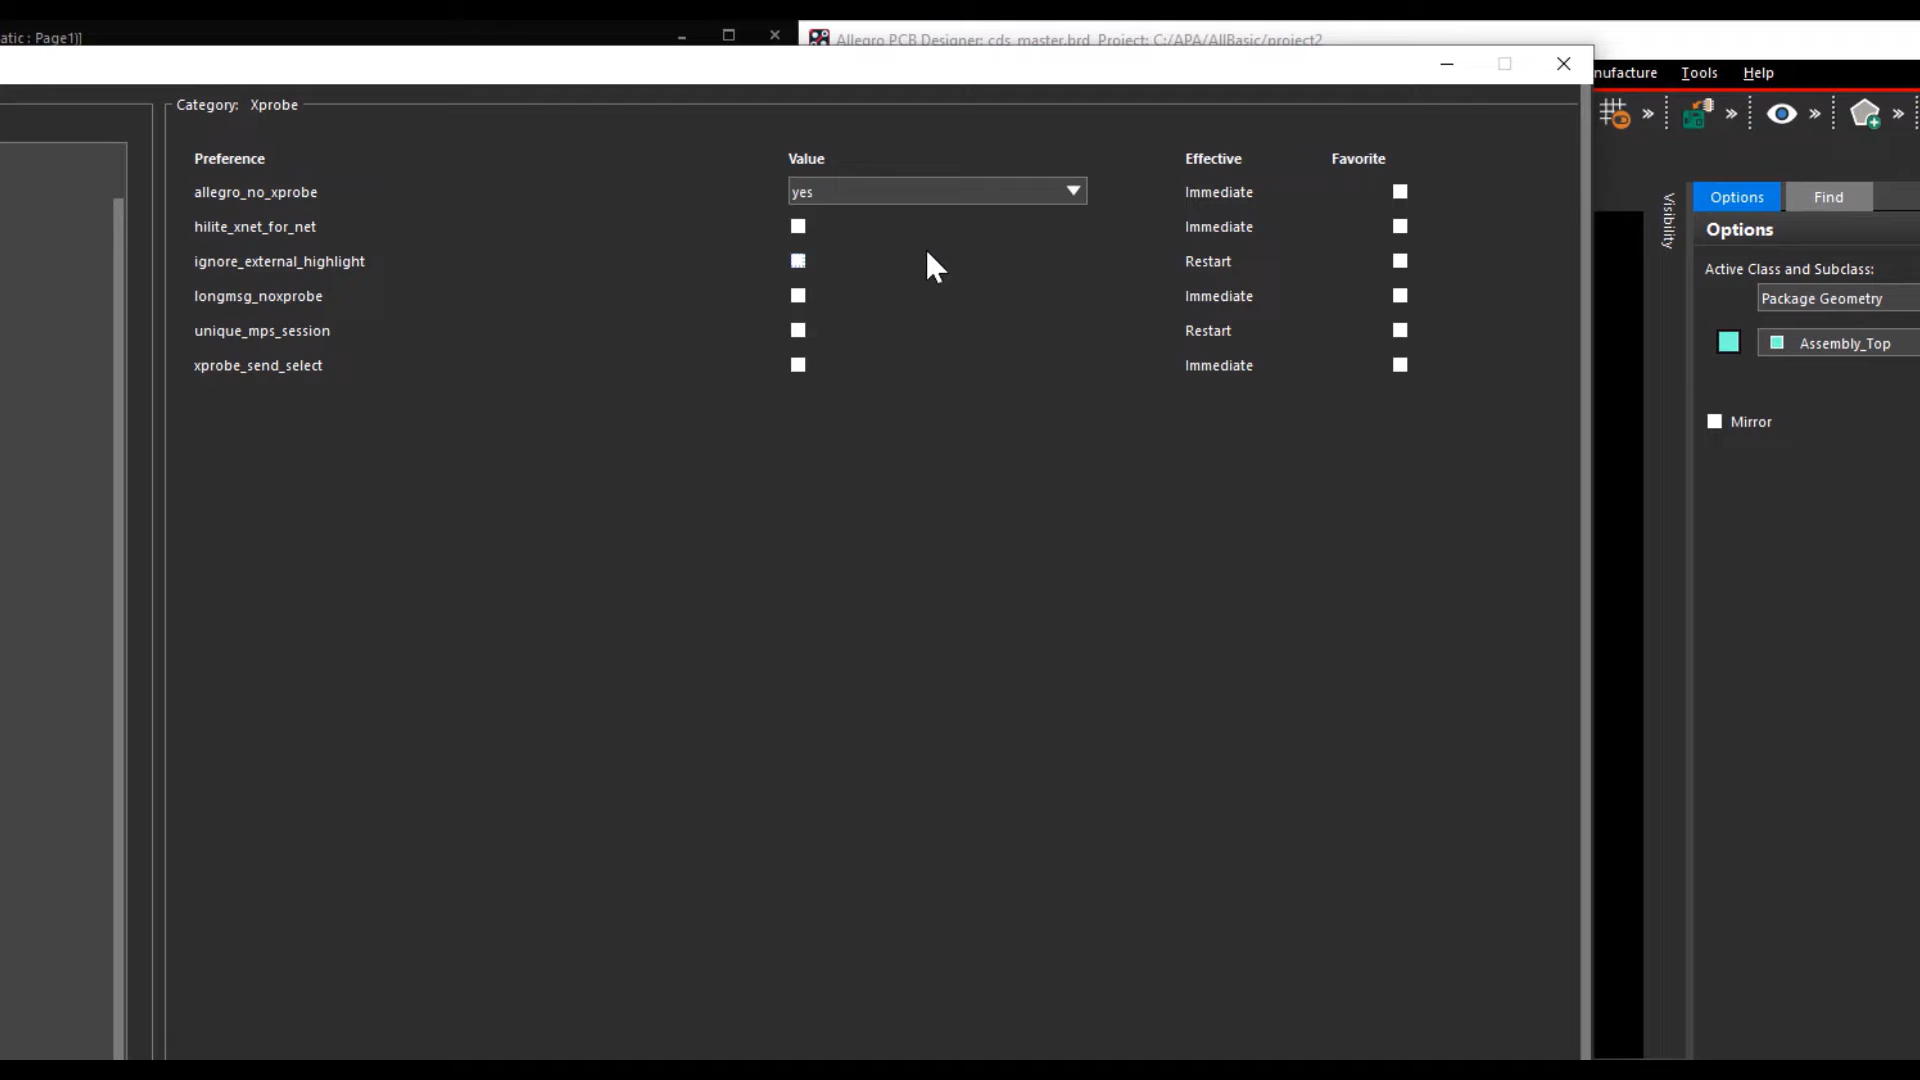 atic : Page1)]
Allegro PCB Designer: cds_master.brd Project: C:/APA/AllBasic/project2
nufacture Tools Help
Category: Xprobe
Preference Value Effective Favorite
allegro_no_xprobe yes Immediate
hilite_xnet_for_net Immediate
ignore_external_highlight Restart
longmsg_noxprobe Immediate
unique_mps_session Restart
xprobe_send_select Immediate
Visibility
Options Find
Options
Active Class and Subclass:
Package Geometry
Assembly_Top
Mirror